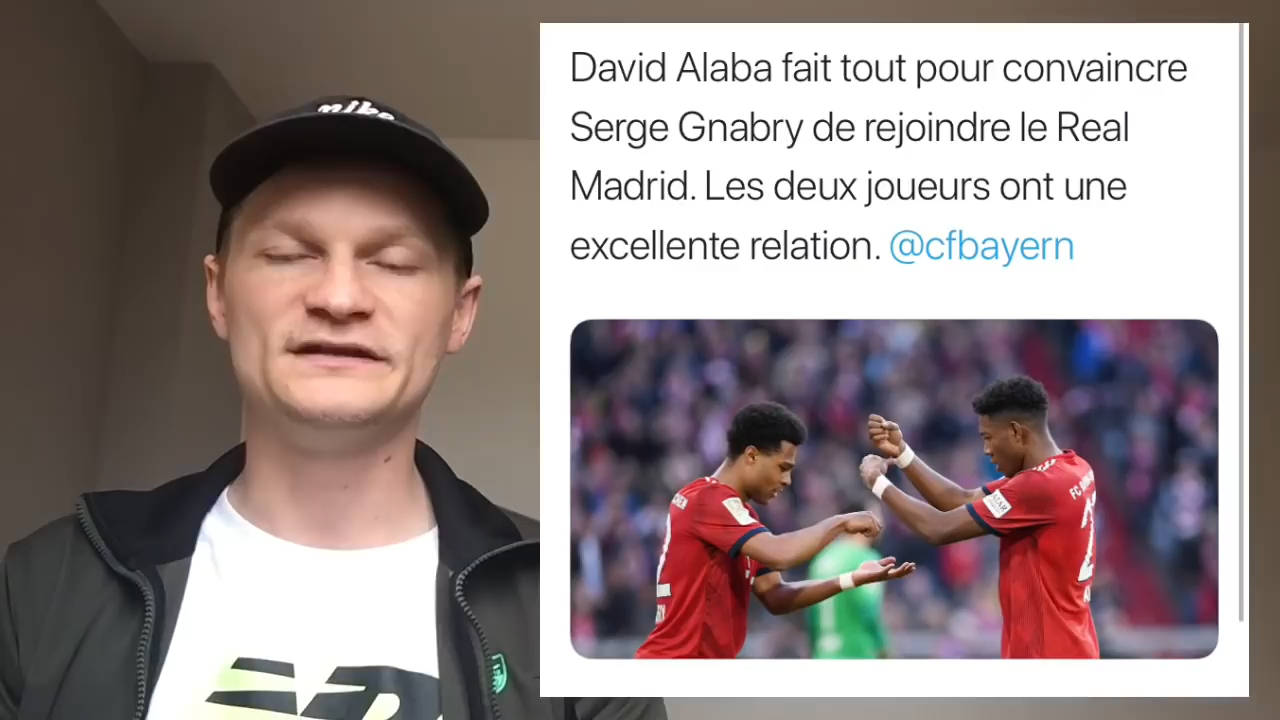 nike
David Alaba fait tout pour convaincre
Serge Gnabry de rejoindre le Real
Madrid. Les deux joueurs ont une
excellente relation. @cfbayern